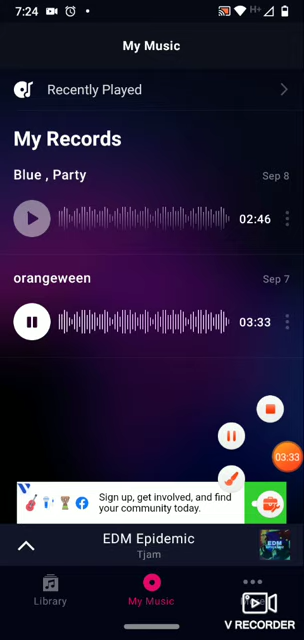 7:24
H+
My Music
Recently Played
My Records
Blue , Party
Sep 8
02:46
orangeween
Sep 7
03:33
03:33
Sign up, get involved, and find
your community today.
EDM Epidemic
Tjam
EDM
Library
My Music
V RECORDER